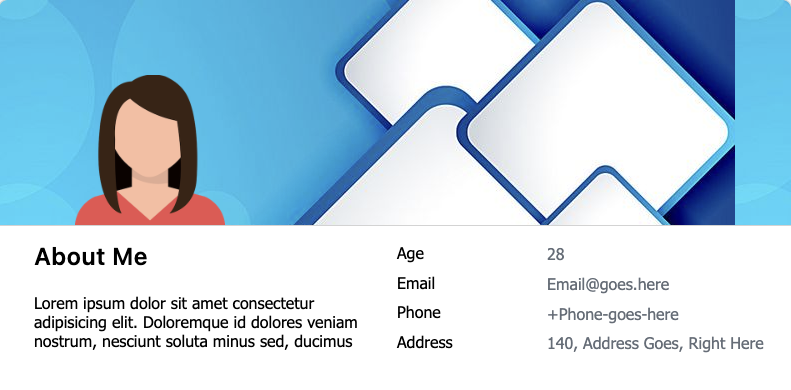 About Me
Lorem ipsum dolor sit amet consectetur
adipisicing elit. Doloremque id dolores veniam
nostrum, nesciunt soluta minus sed, ducimus
Age 28
Email Email@goes.here
Phone +Phone-goes-here
Address 140, Address Goes, Right Here